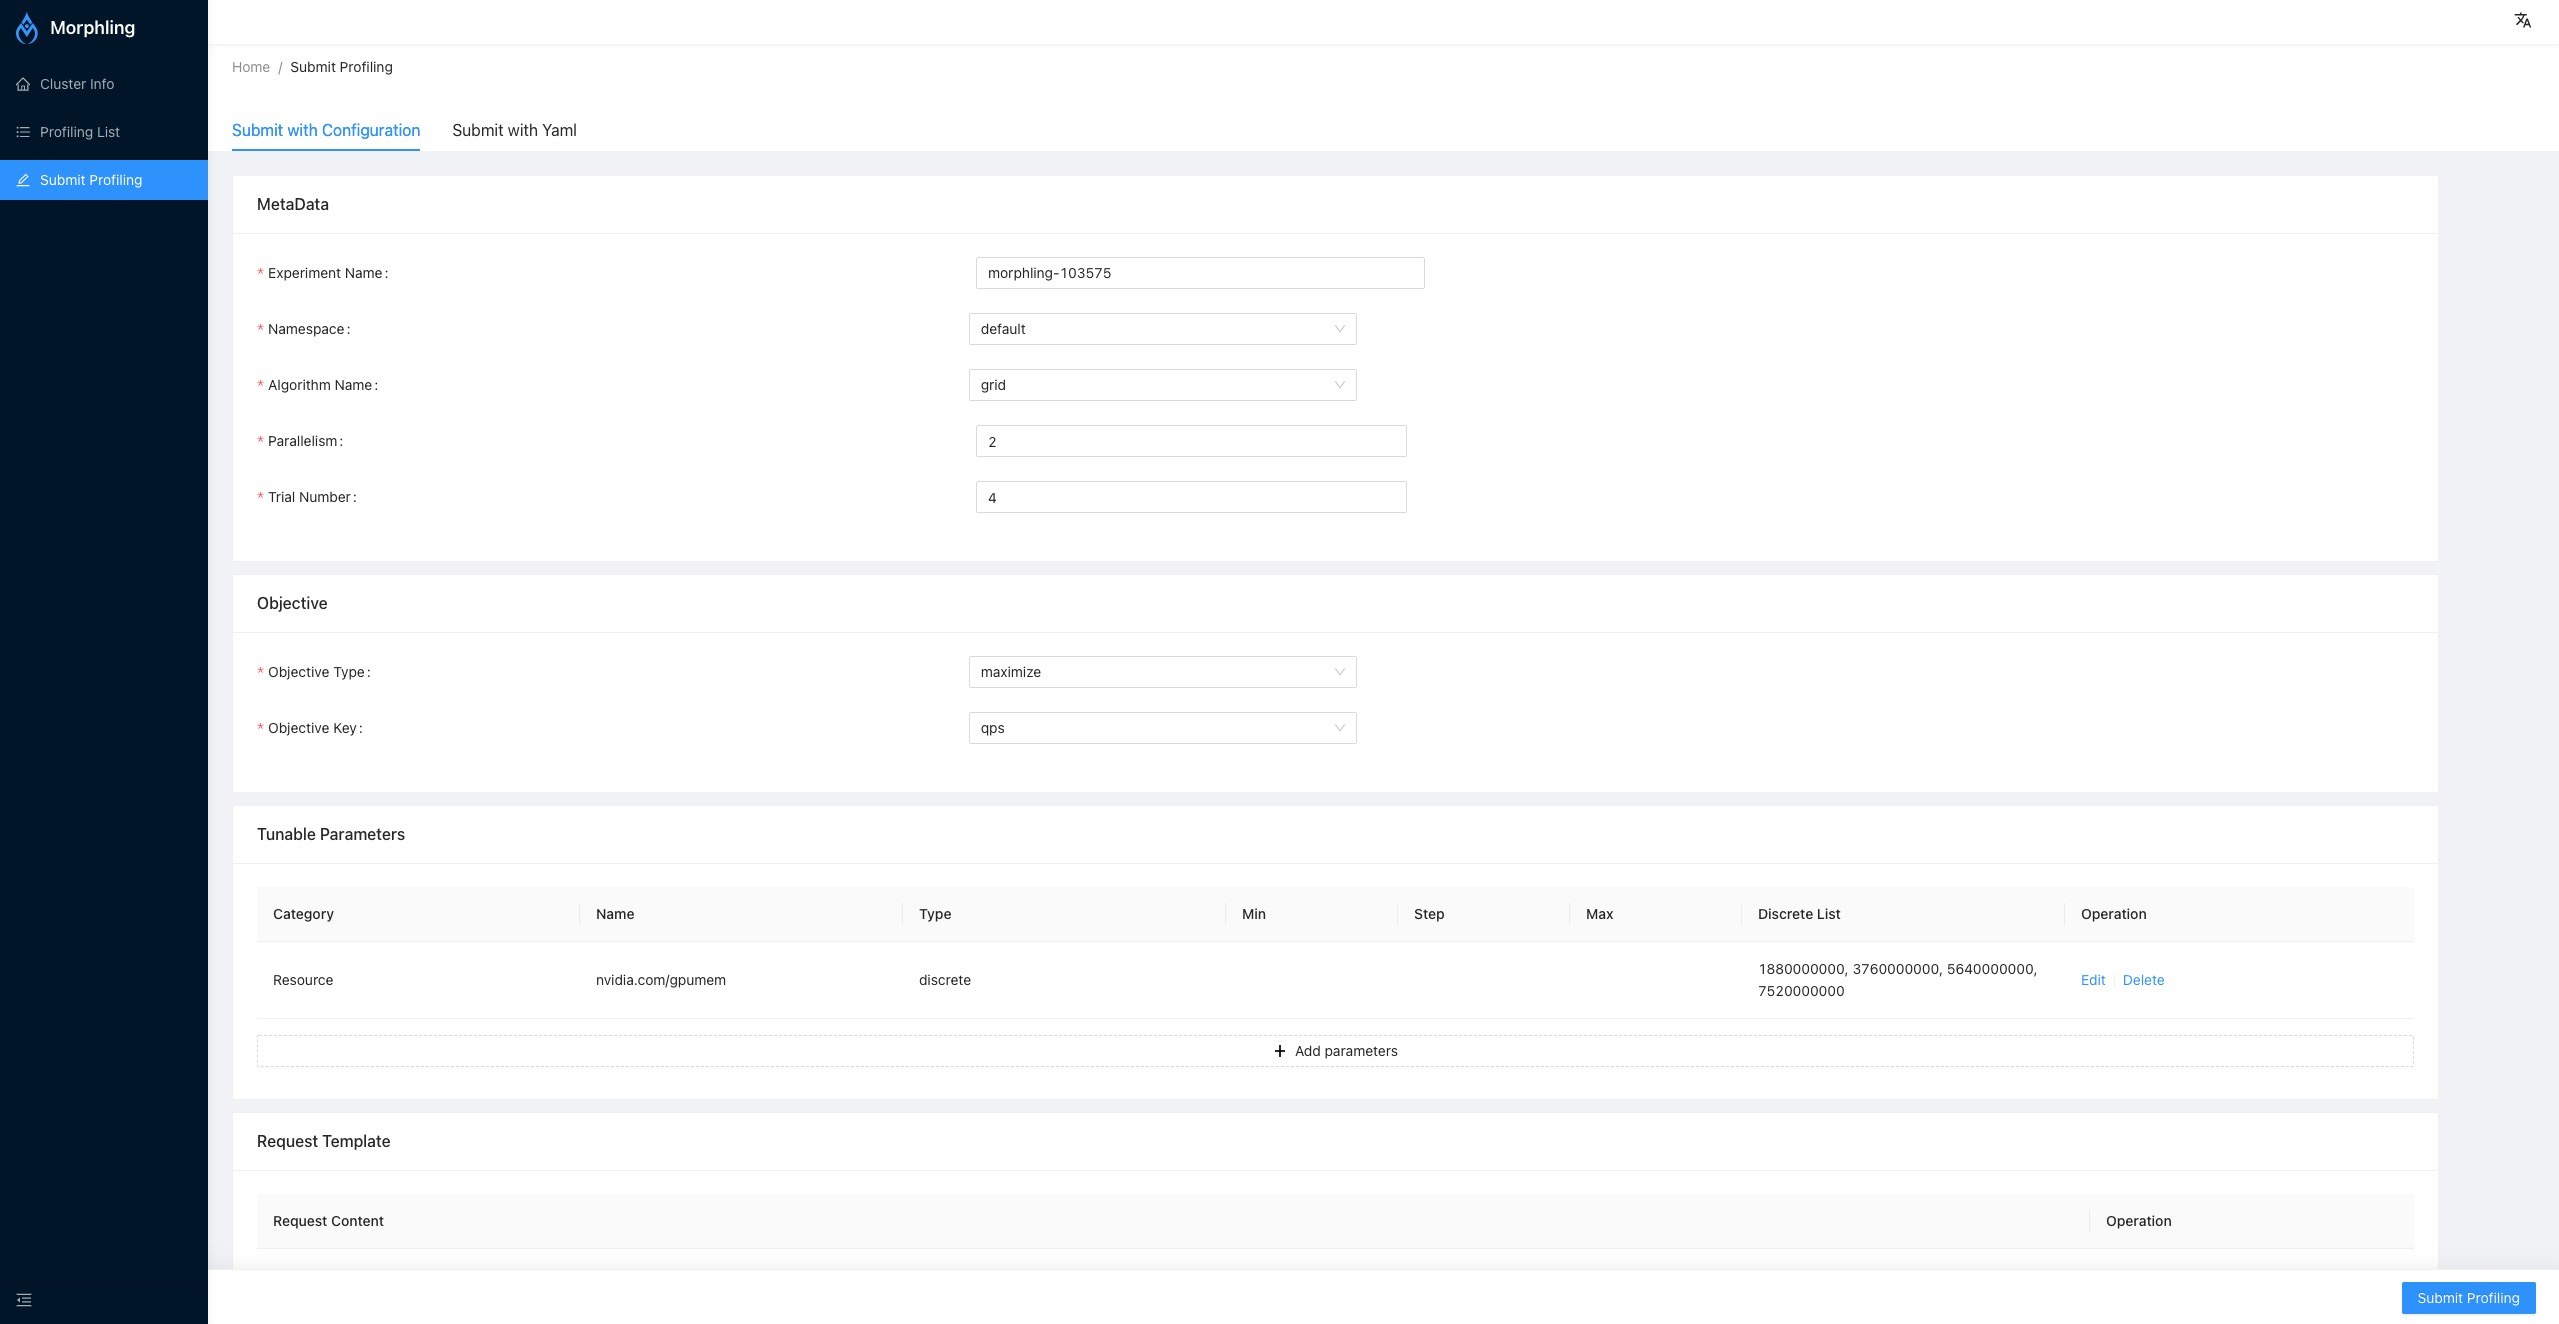 Morphling
Cluster Info
Profiling List
Submit Profiling
Home / Submit Profiling
Submit with Configuration Submit with Yaml
MetaData
* Experiment Name: morphling-103575
* Namespace: default
* Algorithm Name: grid
* Parallelism: 2
* Trial Number: 4
Objective
* Objective Type: maximize
* Objective Key: qps
Tunable Parameters
Category Name Type Min Step Max Discrete List Operation
Resource nvidia.com/gpumem discrete 1880000000, 3760000000, 5640000000, Edit Delete
7520000000
+ Add parameters
Request Template
Request Content Operation
Submit Profiling